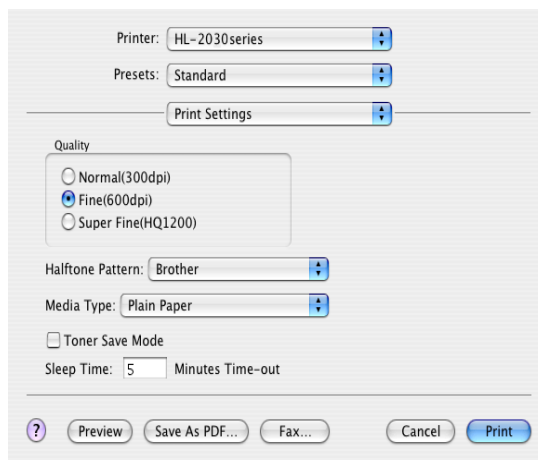 Printer: HL-2030series
Presets: Standard
Print Settings
Quality
Normal(300dpi)
Fine(600dpi)
Super Fine(HQ1200)
Halftone Pattern: Brother
Media Type: Plain Paper
Toner Save Mode
Sleep Time: 5 Minutes Time-out
? Preview Save As PDF... Fax... Cancel Print